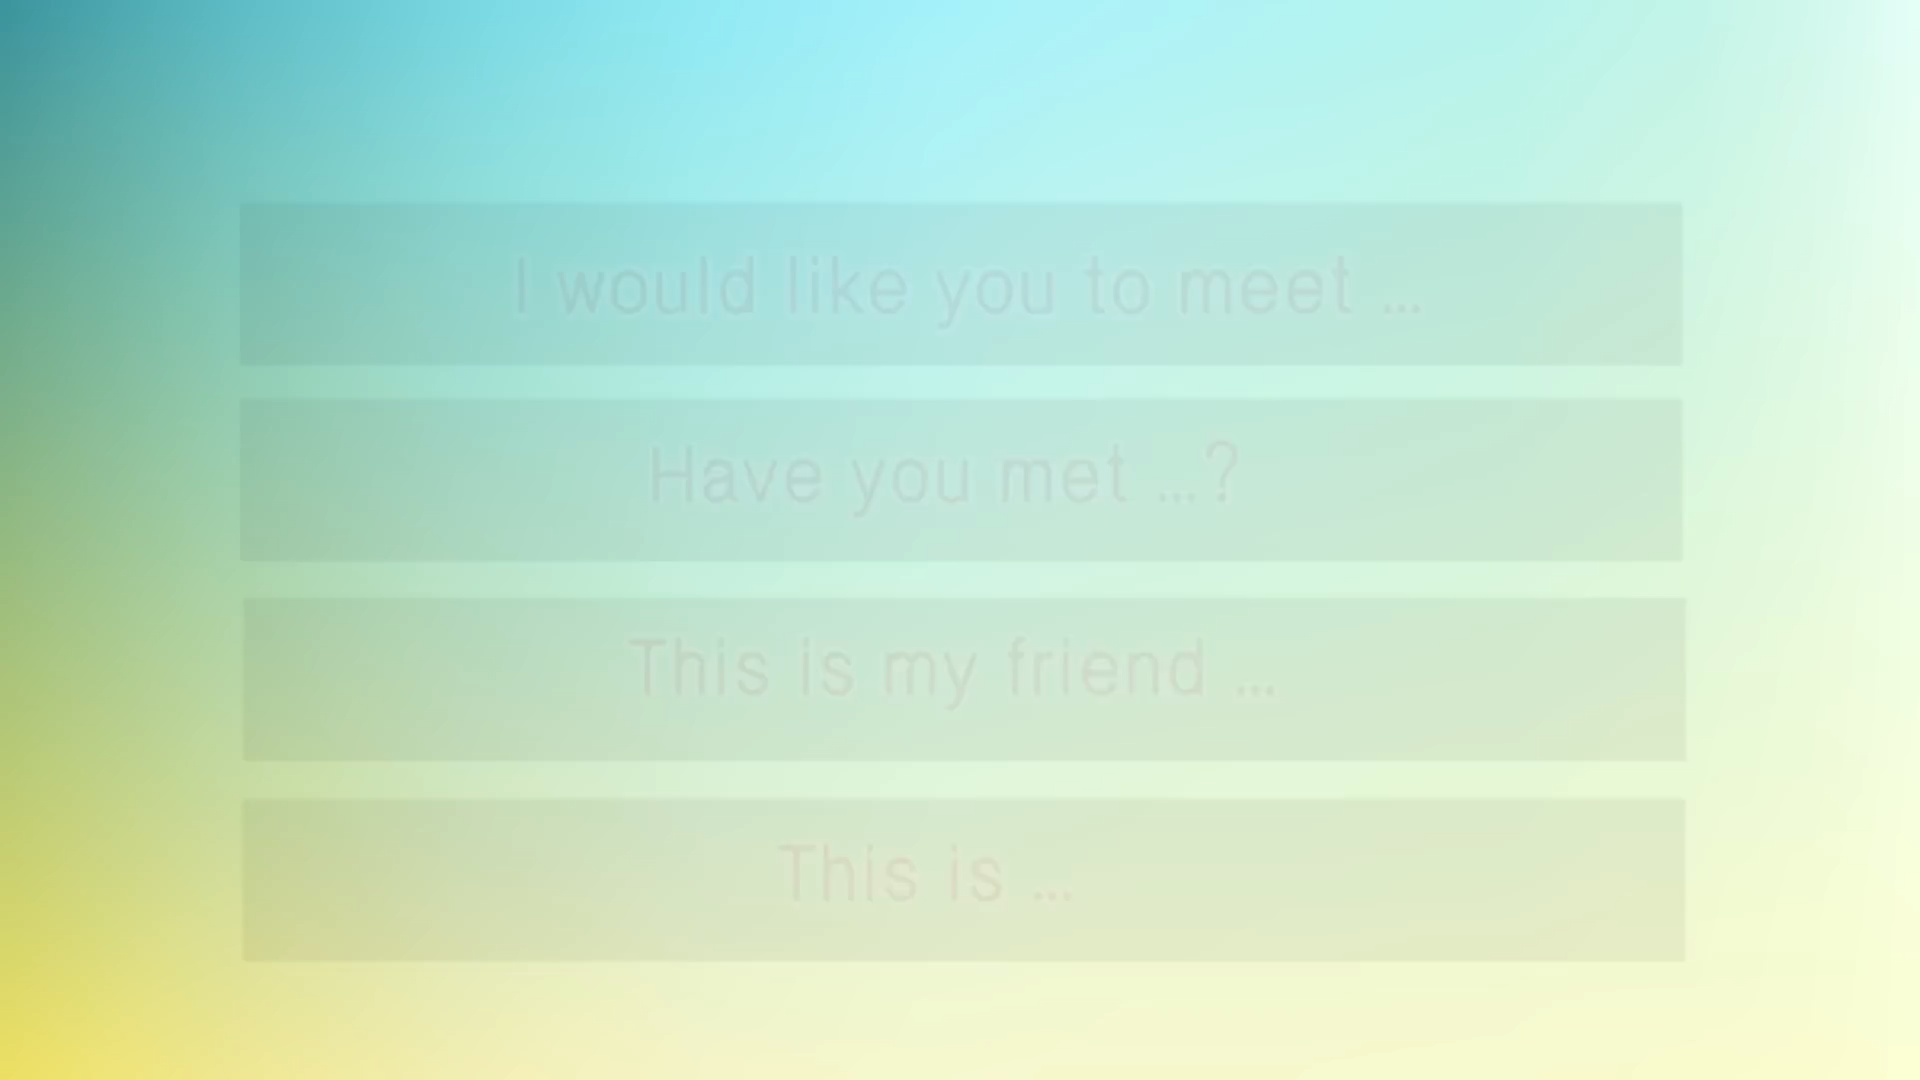 I would like you to meet ...
Have you met ...?
This is my friend ...
This is ...